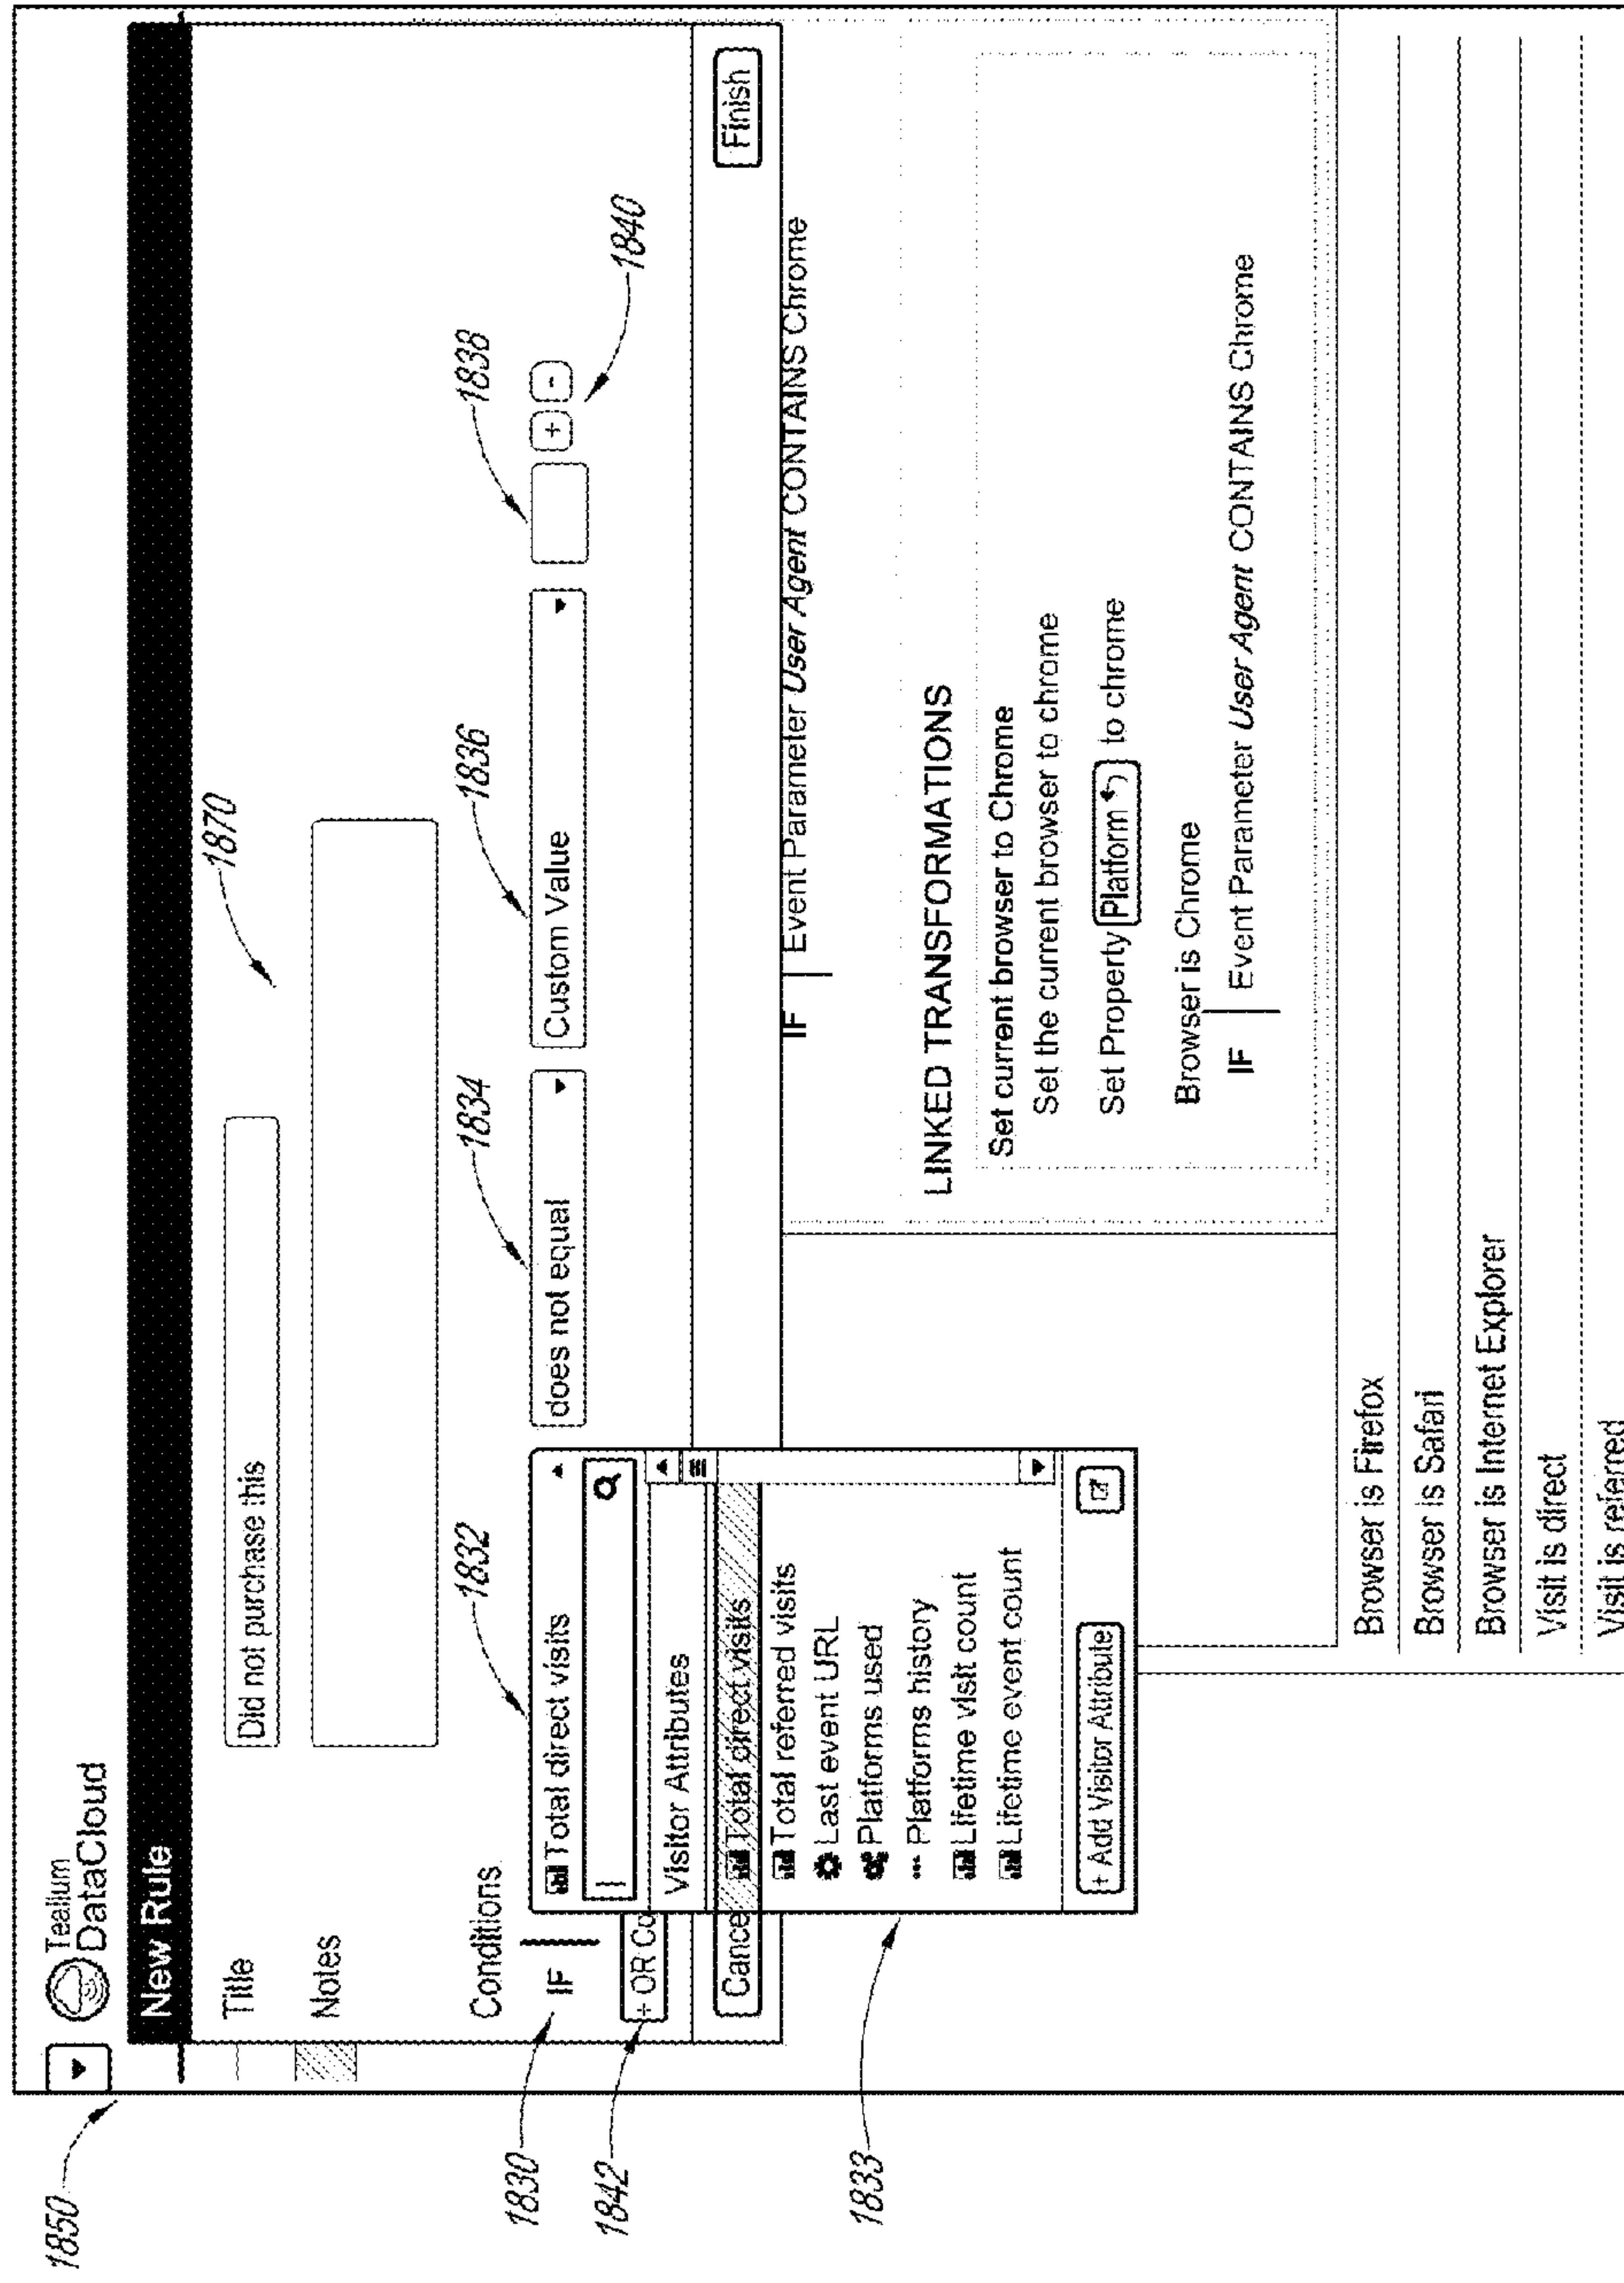 1850
Tealium
DataCloud
New Rule
1870
Title
Did not purchase this
Notes
Conditions
1832
1834
1836
1838
1830
IF
Total direct visits
does not equal
Custom Value
+
-
1840
1842
+ OR Co
Visitor Attributes
Cance
Total direct visits
Finish
Total referred visits
Last event URL
Platforms used
Platforms history
Lifetime visit count
Lifetime event count
1833
+ Add Visitor Attribute
IF
Event Parameter User Agent CONTAINS Chrome
LINKED TRANSFORMATIONS
Set current browser to Chrome
Set the current browser to chrome
Set Property Platform to chrome
Browser is Chrome
IF
Event Parameter User Agent CONTAINS Chrome
Browser is Firefox
Browser is Safari
Browser is Internet Explorer
Visit is direct
Visit is referred